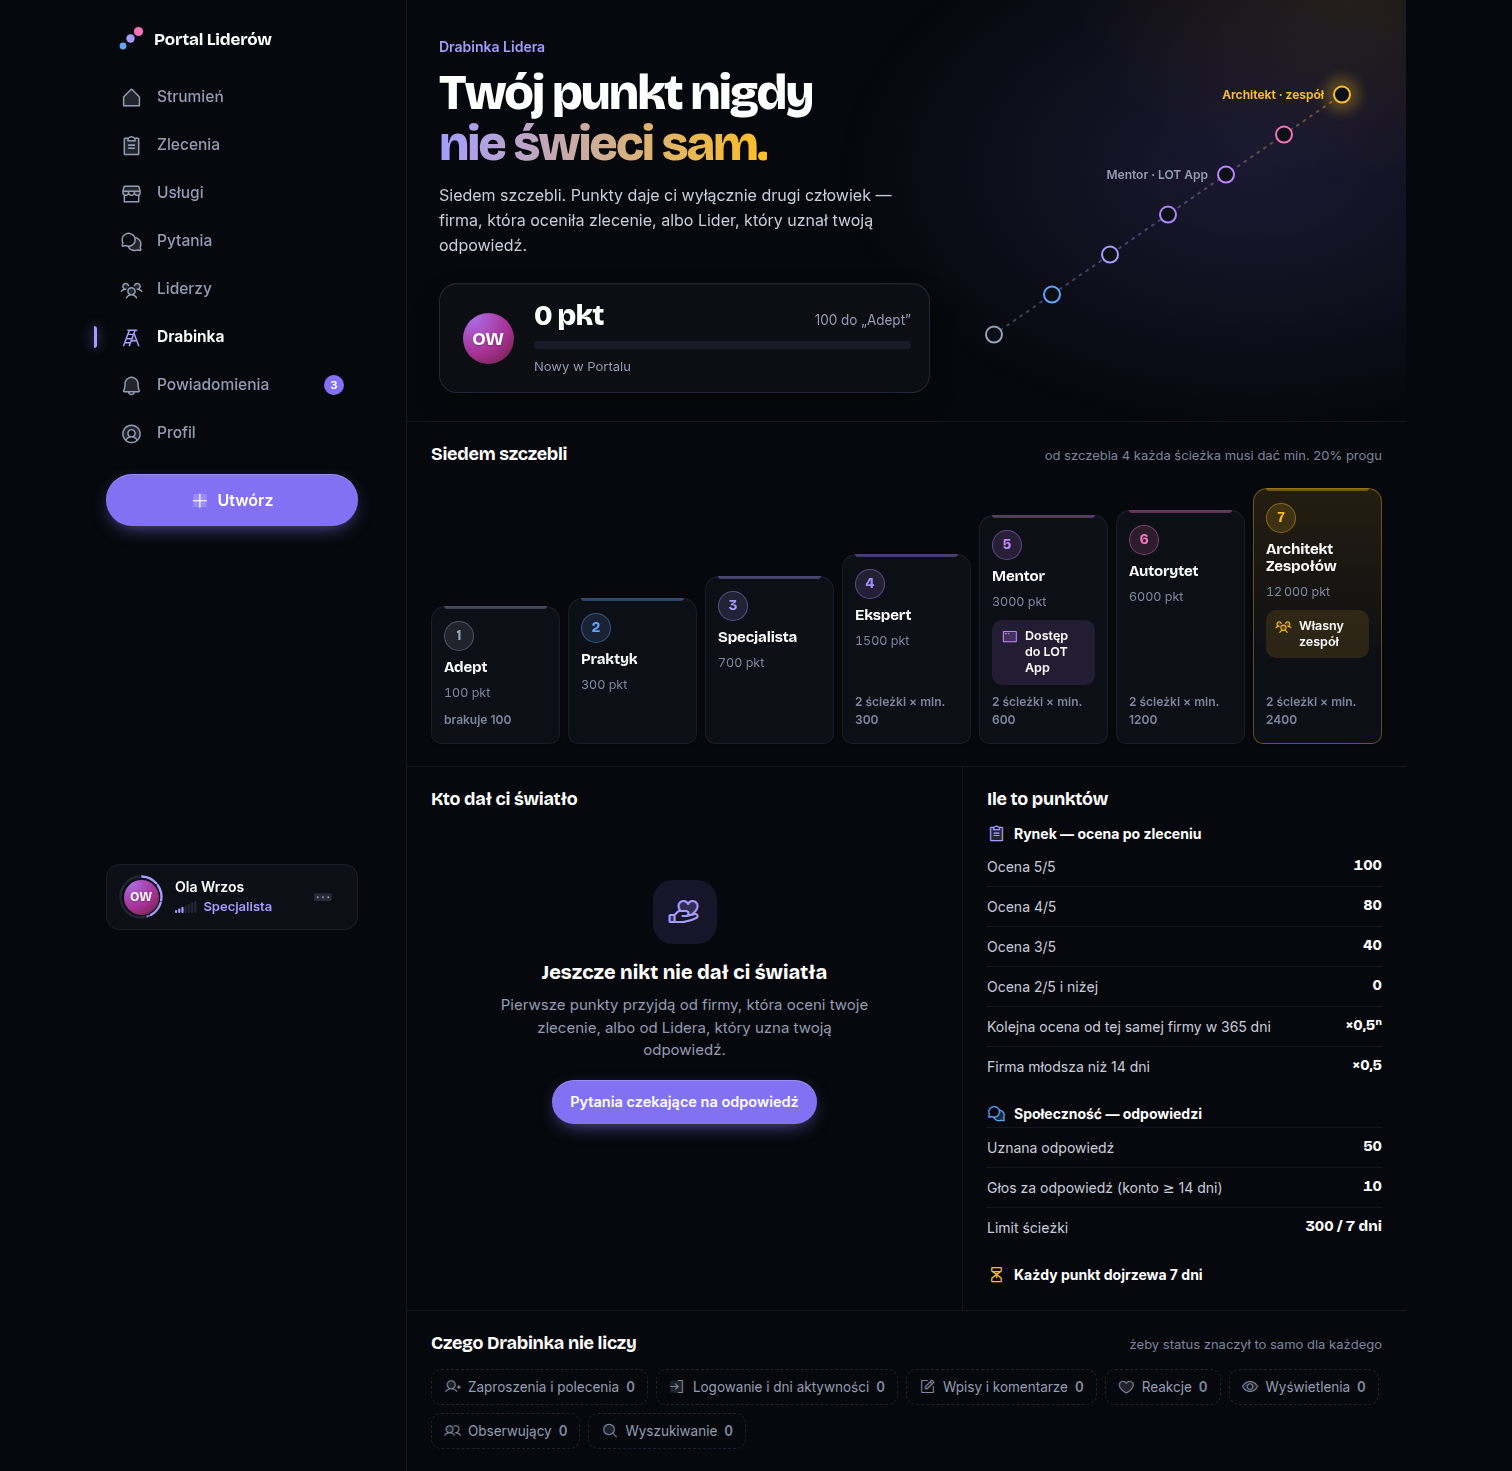 Portal Liderów
Strumień
Zlecenia
Usługi
Pytania
Liderzy
Drabinka
Powiadomienia 3
Profil
Utwórz
OW Ola Wrzos
Specjalista
Drabinka Lidera
Twój punkt nigdy
nie świeci sam.
Siedem szczebli. Punkty daje ci wyłącznie drugi człowiek —
firma, która oceniła zlecenie, albo Lider, który uznał twoją
odpowiedź.
OW
0 pkt 100 do „Adept”
Nowy w Portalu
Architekt · zespół
Mentor · LOT App
Siedem szczebli
od szczebla 4 każda ścieżka musi dać min. 20% progu
1
Adept
100 pkt
brakuje 100
2
Praktyk
300 pkt
3
Specjalista
700 pkt
4
Ekspert
1500 pkt
2 ścieżki × min.
300
5
Mentor
3000 pkt
Dostęp
do LOT
App
2 ścieżki × min.
600
6
Autorytet
6000 pkt
2 ścieżki × min.
1200
7
Architekt
Zespołów
12 000 pkt
Własny
zespół
2 ścieżki × min.
2400
Kto dał ci światło
Jeszcze nikt nie dał ci światła
Pierwsze punkty przyjdą od firmy, która oceni twoje
zlecenie, albo od Lidera, który uzna twoją
odpowiedź.
Pytania czekające na odpowiedź
Ile to punktów
Rynek — ocena po zleceniu
Ocena 5/5 100
Ocena 4/5 80
Ocena 3/5 40
Ocena 2/5 i niżej 0
Kolejna ocena od tej samej firmy w 365 dni ×0,5ⁿ
Firma młodsza niż 14 dni ×0,5
Społeczność — odpowiedzi
Uznana odpowiedź 50
Głos za odpowiedź (konto ≥ 14 dni) 10
Limit ścieżki 300 / 7 dni
Każdy punkt dojrzewa 7 dni
Czego Drabinka nie liczy
żeby status znaczył to samo dla każdego
Zaproszenia i polecenia 0
Logowanie i dni aktywności 0
Wpisy i komentarze 0
Reakcje 0
Wyświetlenia 0
Obserwujący 0
Wyszukiwanie 0